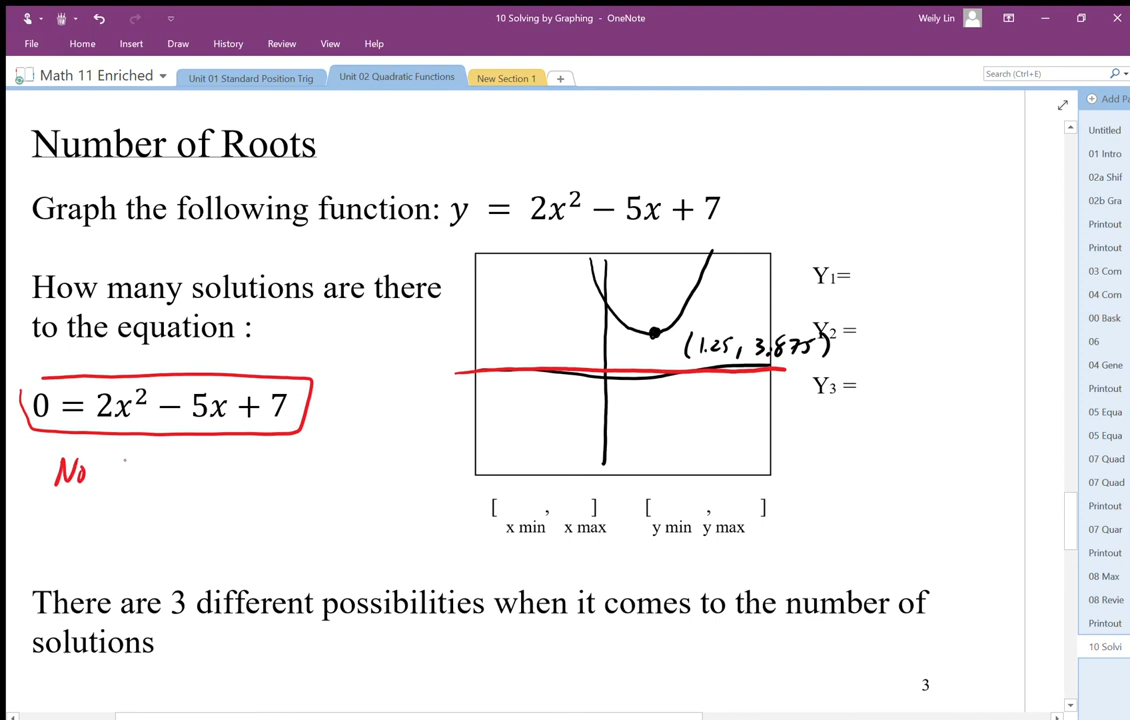 10 Solving by Graphing - OneNote
Weily Lin
File Home Insert Draw History Review View Help
Math 11 Enriched
Unit 01 Standard Position Trig
Unit 02 Quadratic Functions
New Section 1
+
Search (Ctrl+E)
Add Pa
Untitled
01 Intro
02a Shif
02b Gra
Printout
Printout
03 Com
04 Com
00 Bask
06
04 Gene
Printout
05 Equa
05 Equa
07 Quad
07 Quad
Printout
07 Quar
Printout
08 Max
08 Revie
Printout
10 Solvi
Number of Roots
Graph the following function: y = 2x² − 5x + 7
How many solutions are there
to the equation :
0 = 2x² − 5x + 7
No
(1.25, 3.875)
Y₁=
Y₂ =
Y₃ =
[ , ] [ , ]
x min x max y min y max
There are 3 different possibilities when it comes to the number of
solutions
3